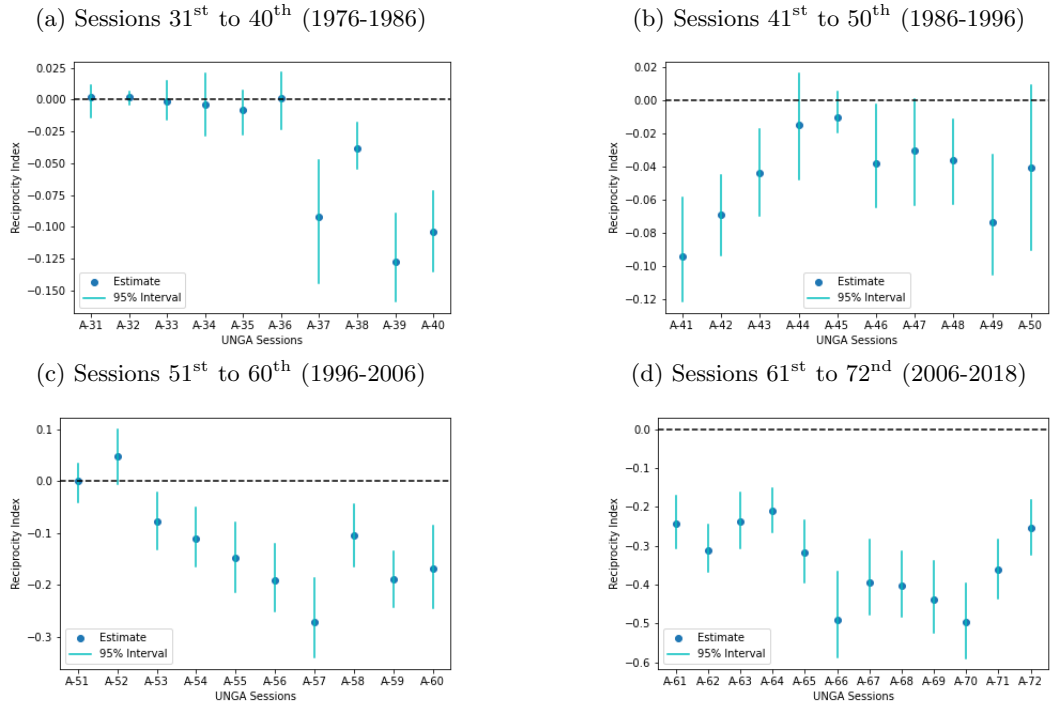 (a) Sessions 31st to 40th (1976-1986)
0.025
0.000
−0.025
−0.050
−0.075
−0.100
−0.125
−0.150
Reciprocity Index
Estimate
95% Interval
A-31 A-32 A-33 A-34 A-35 A-36 A-37 A-38 A-39 A-40
UNGA Sessions
(b) Sessions 41st to 50th (1986-1996)
0.02
0.00
−0.02
−0.04
−0.06
−0.08
−0.10
−0.12
Reciprocity Index
Estimate
95% Interval
A-41 A-42 A-43 A-44 A-45 A-46 A-47 A-48 A-49 A-50
UNGA Sessions
(c) Sessions 51st to 60th (1996-2006)
0.1
0.0
−0.1
−0.2
−0.3
Reciprocity Index
Estimate
95% Interval
A-51 A-52 A-53 A-54 A-55 A-56 A-57 A-58 A-59 A-60
UNGA Sessions
(d) Sessions 61st to 72nd (2006-2018)
0.0
−0.1
−0.2
−0.3
−0.4
−0.5
−0.6
Reciprocity Index
Estimate
95% Interval
A-61 A-62 A-63 A-64 A-65 A-66 A-67 A-68 A-69 A-70 A-71 A-72
UNGA Sessions